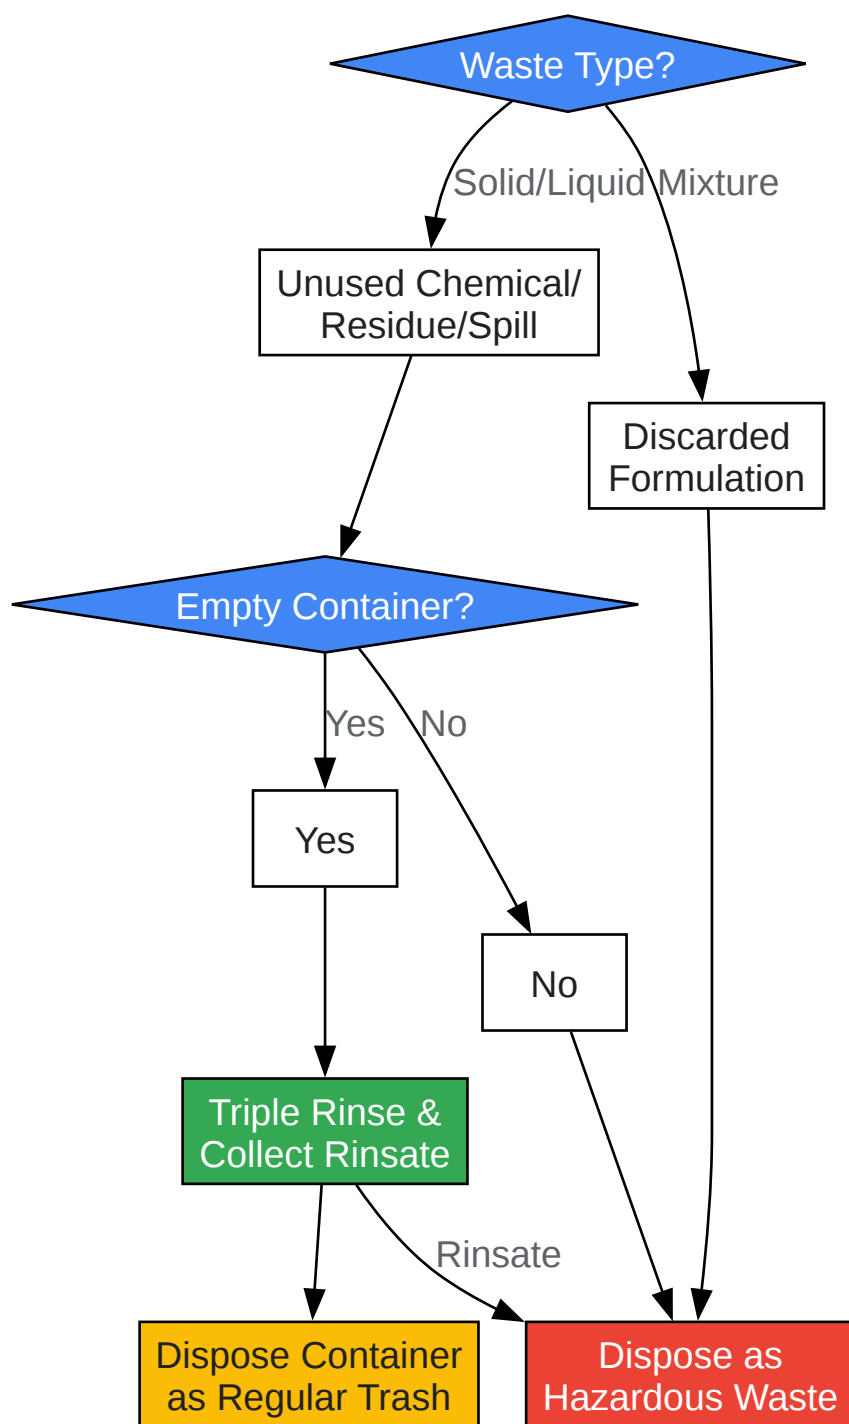 Waste Type?
Solid/Liquid
Mixture
Unused Chemical/
Residue/Spill
Discarded
Formulation
Empty Container?
Yes
No
Yes
No
Triple Rinse &
Collect Rinsate
Rinsate
Dispose Container
as Regular Trash
Dispose as
Hazardous Waste